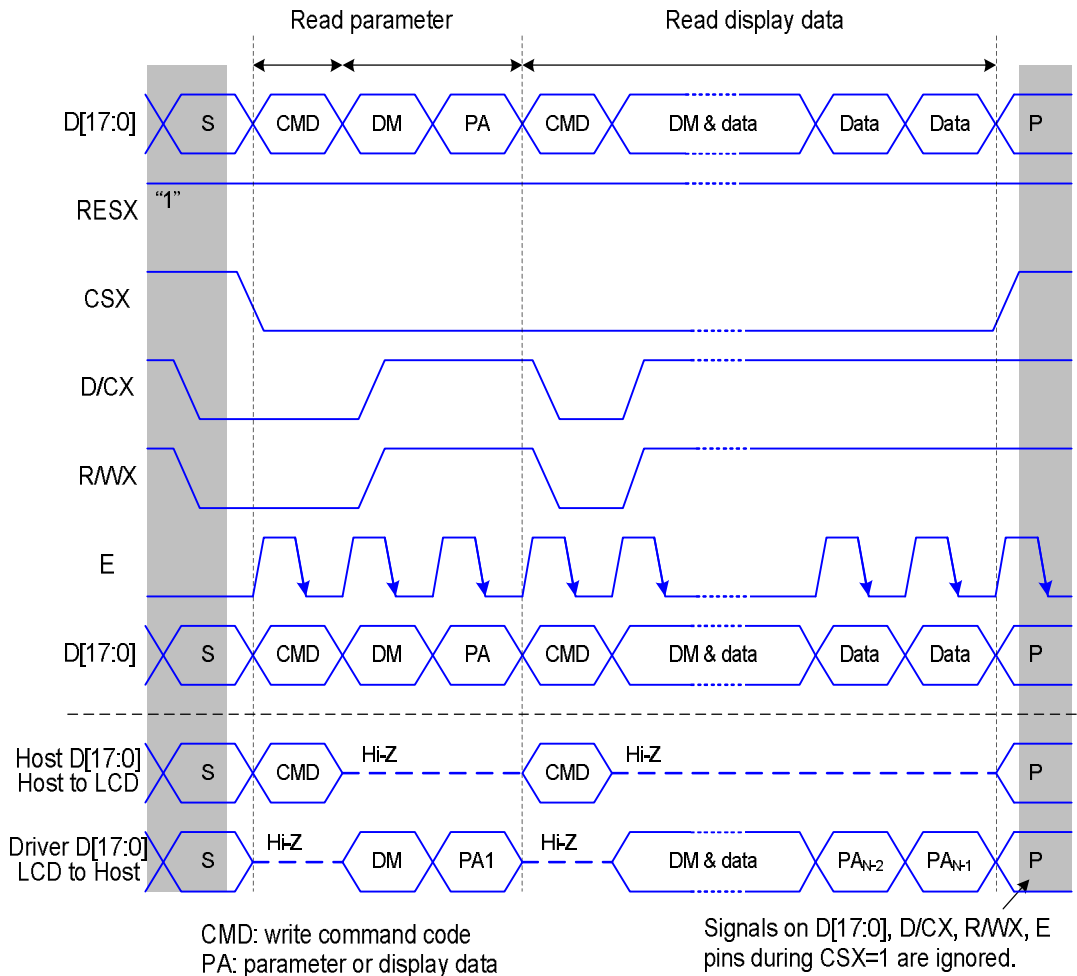 Read parameter Read display data
D[17:0] S CMD DM PA CMD DM & data Data Data P
RESX "1"
CSX
D/CX
R/WX
E
D[17:0] S CMD DM PA CMD DM & data Data Data P
Host D[17:0]
Host to LCD
S CMD Hi-Z CMD Hi-Z P
Driver D[17:0]
LCD to Host
S Hi-Z DM PA1 Hi-Z DM & data PAN-2 PAN-1 P
CMD: write command code
PA: parameter or display data
Signals on D[17:0], D/CX, R/WX, E
pins during CSX=1 are ignored.